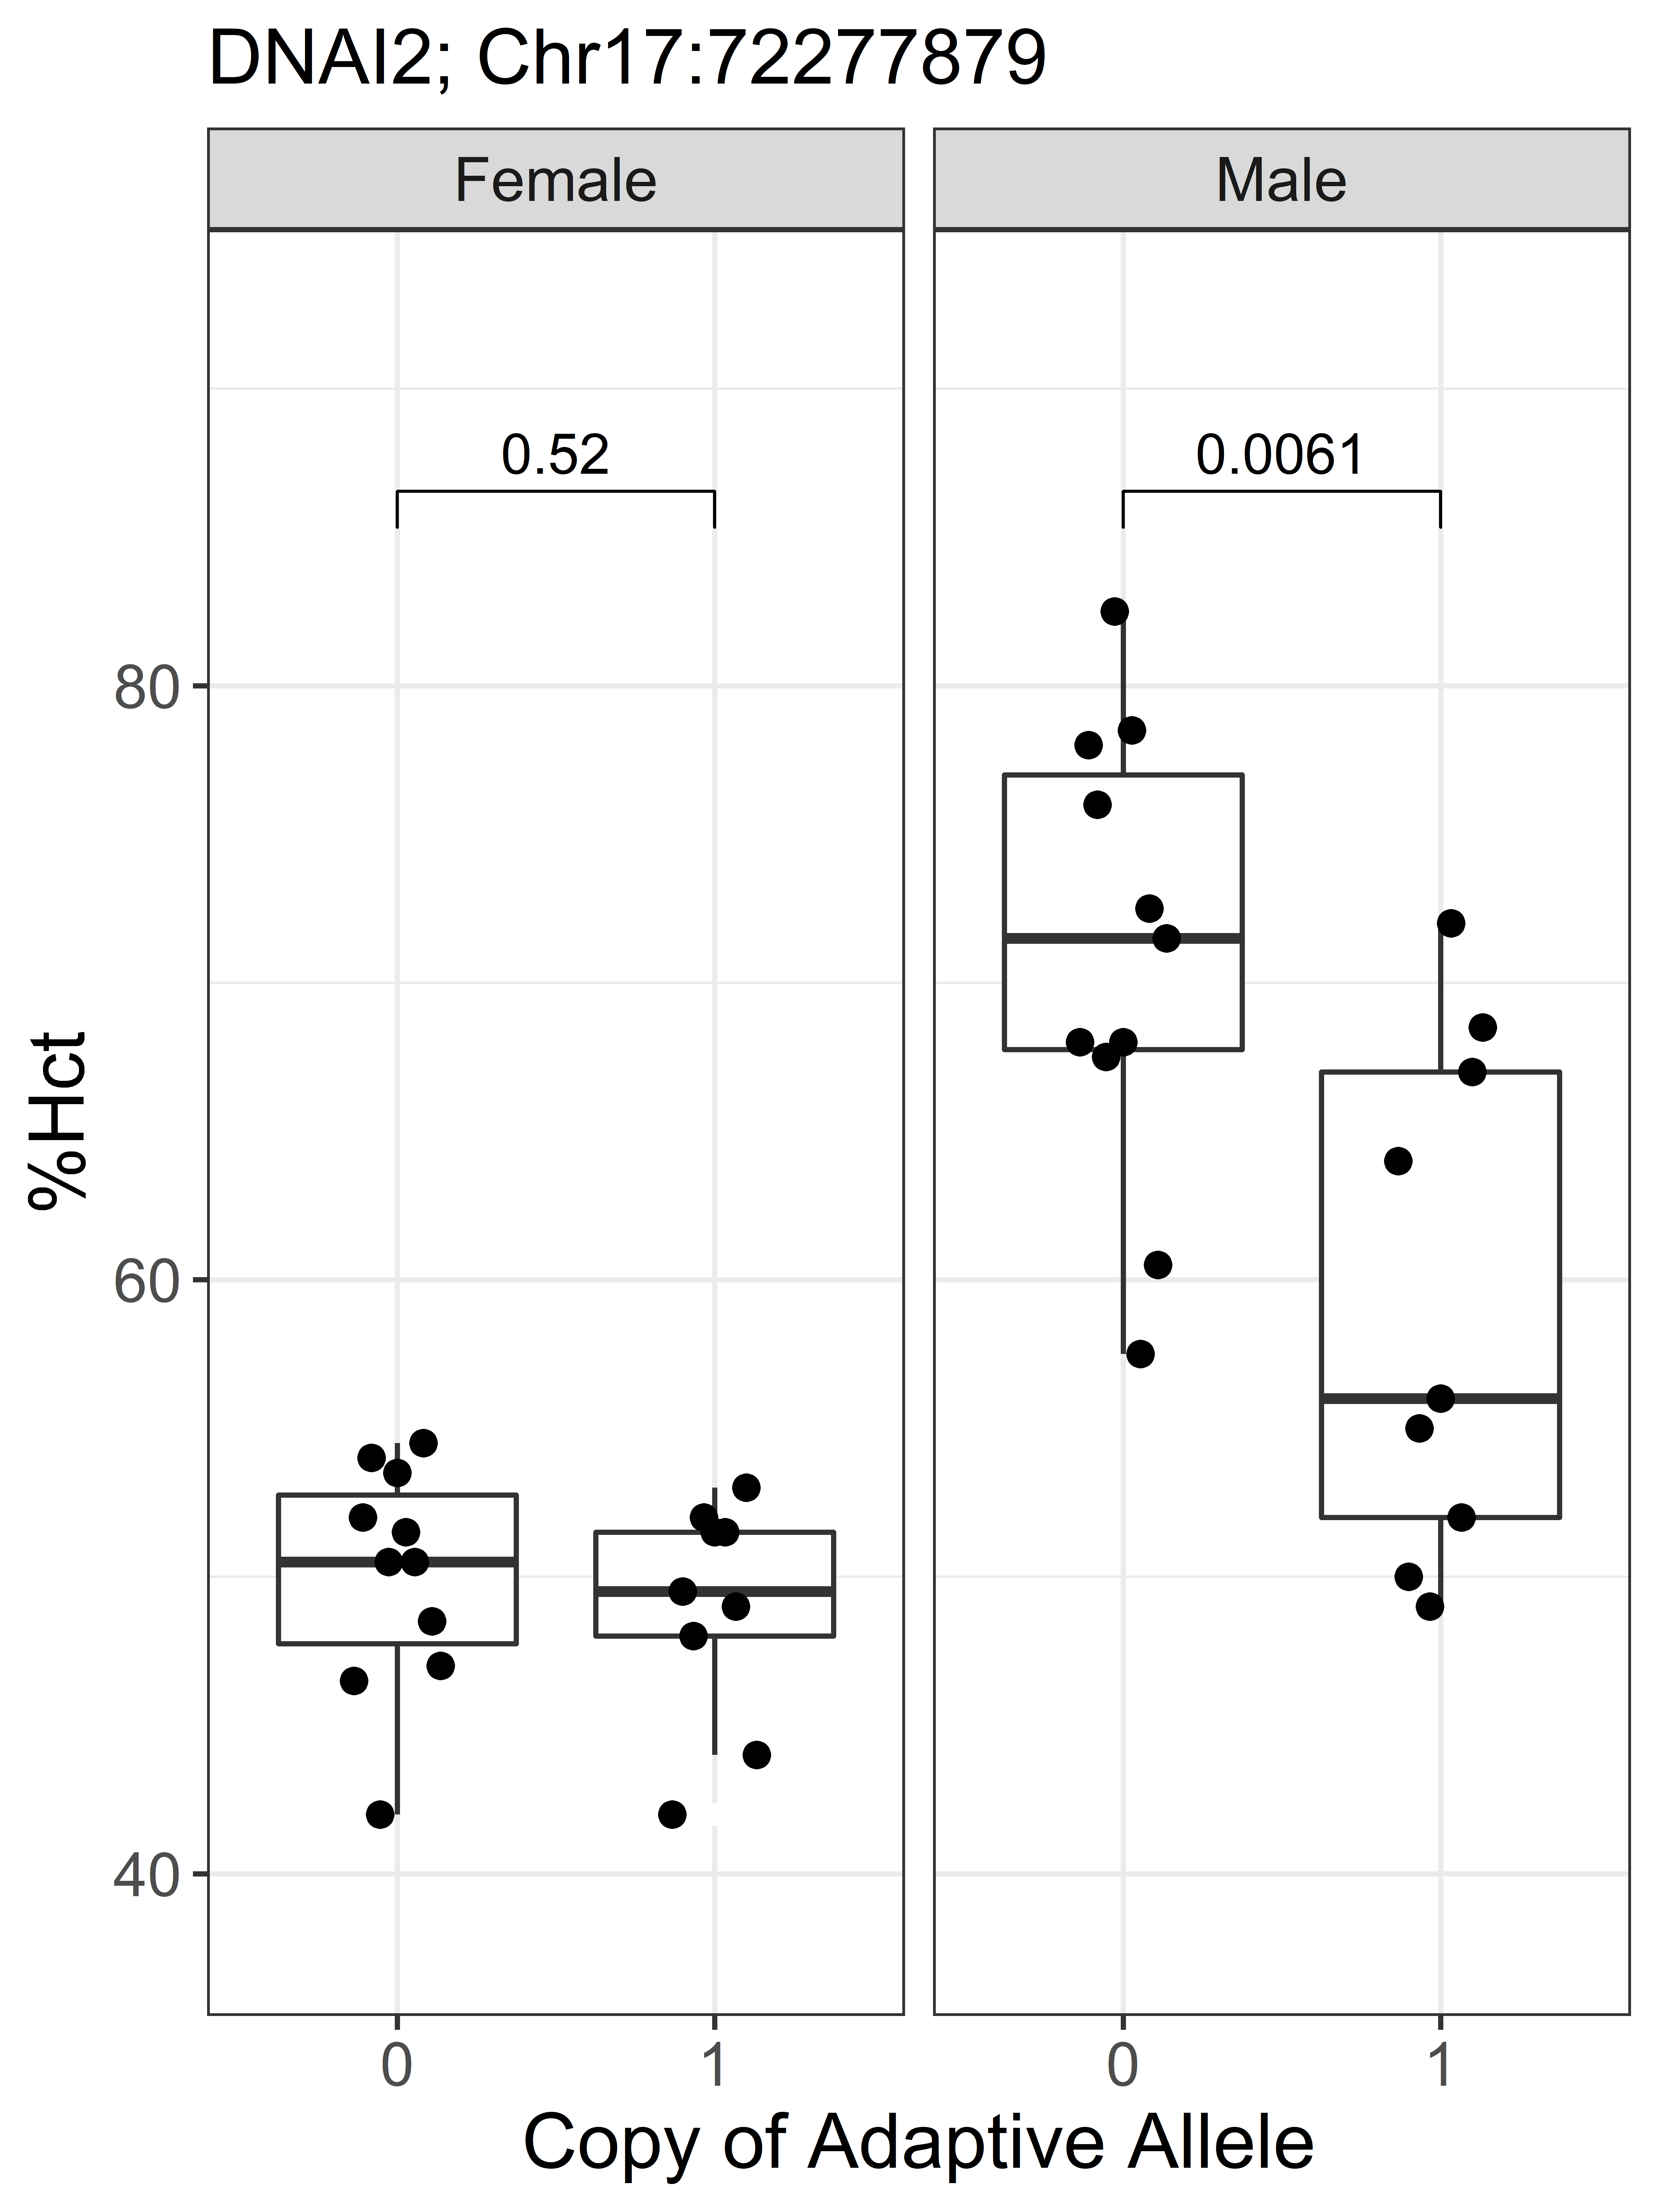 DNAI2; Chr17:72277879
Female
Male
0.52
0.0061
%Hct
80
60
40
0
1
0
1
Copy of Adaptive Allele